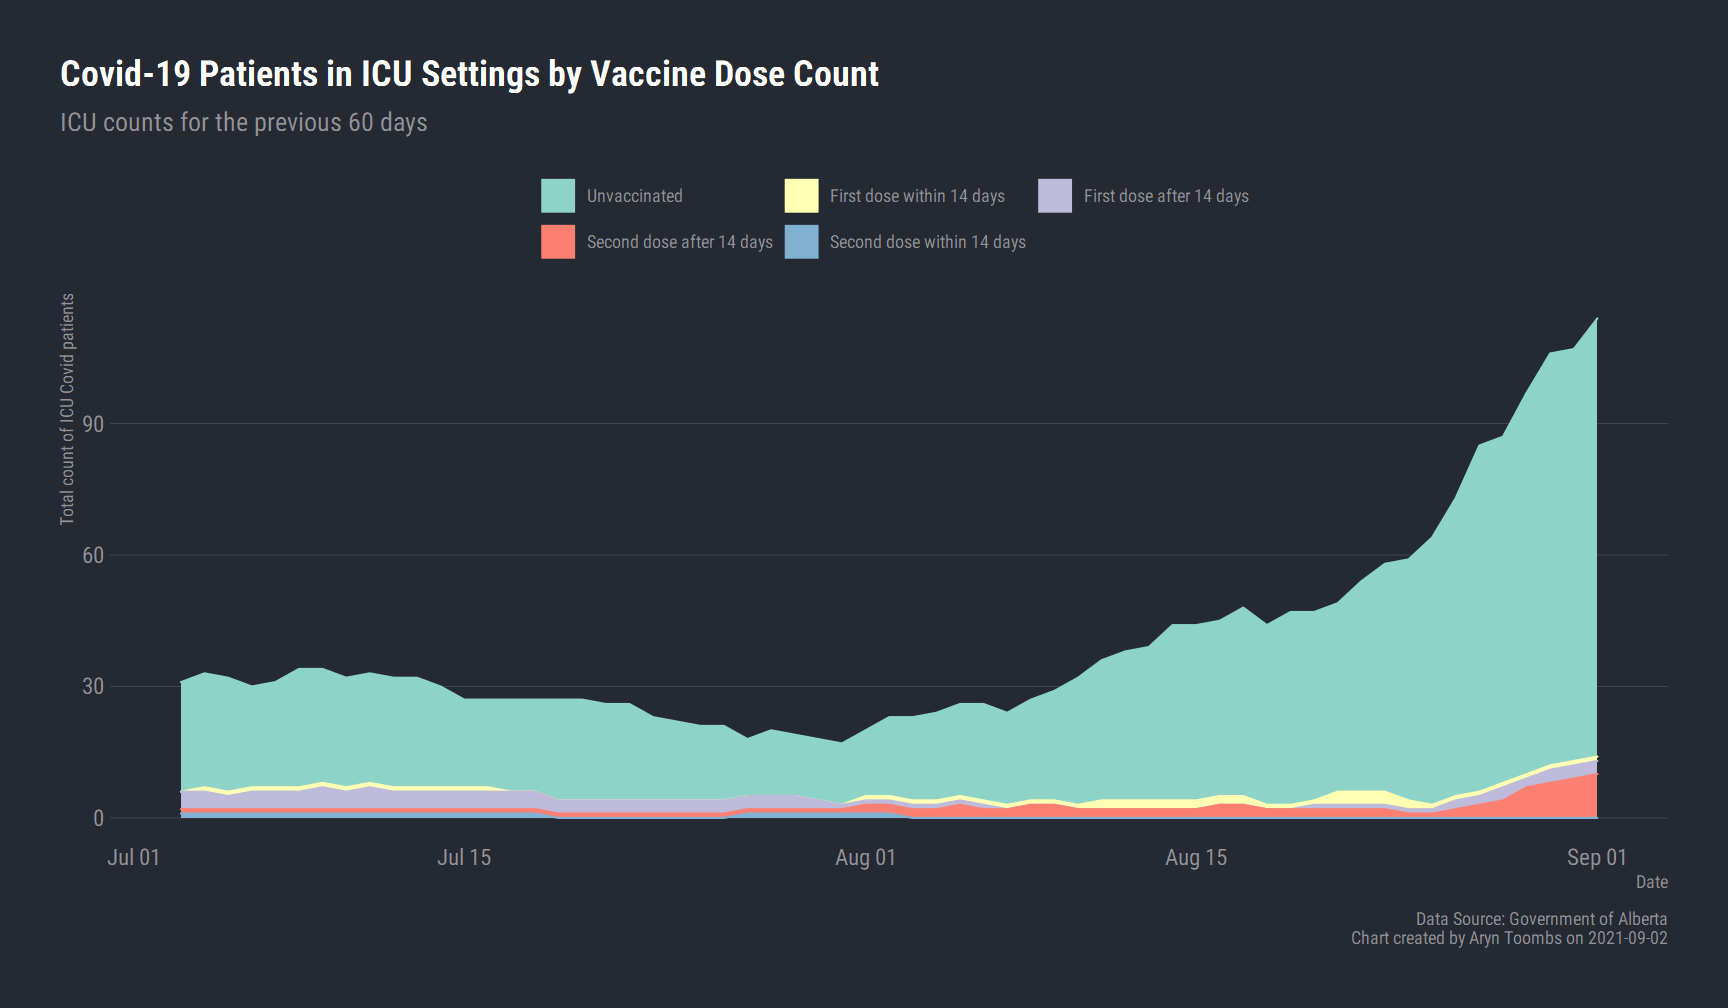 Covid-19 Patients in ICU Settings by Vaccine Dose Count
ICU counts for the previous 60 days
Unvaccinated
First dose within 14 days
First dose after 14 days
Second dose after 14 days
Second dose within 14 days
Total count of ICU Covid patients
90
60
30
0
Jul 01
Jul 15
Aug 01
Aug 15
Sep 01
Date
Data Source: Government of Alberta
Chart created by Aryn Toombs on 2021-09-02